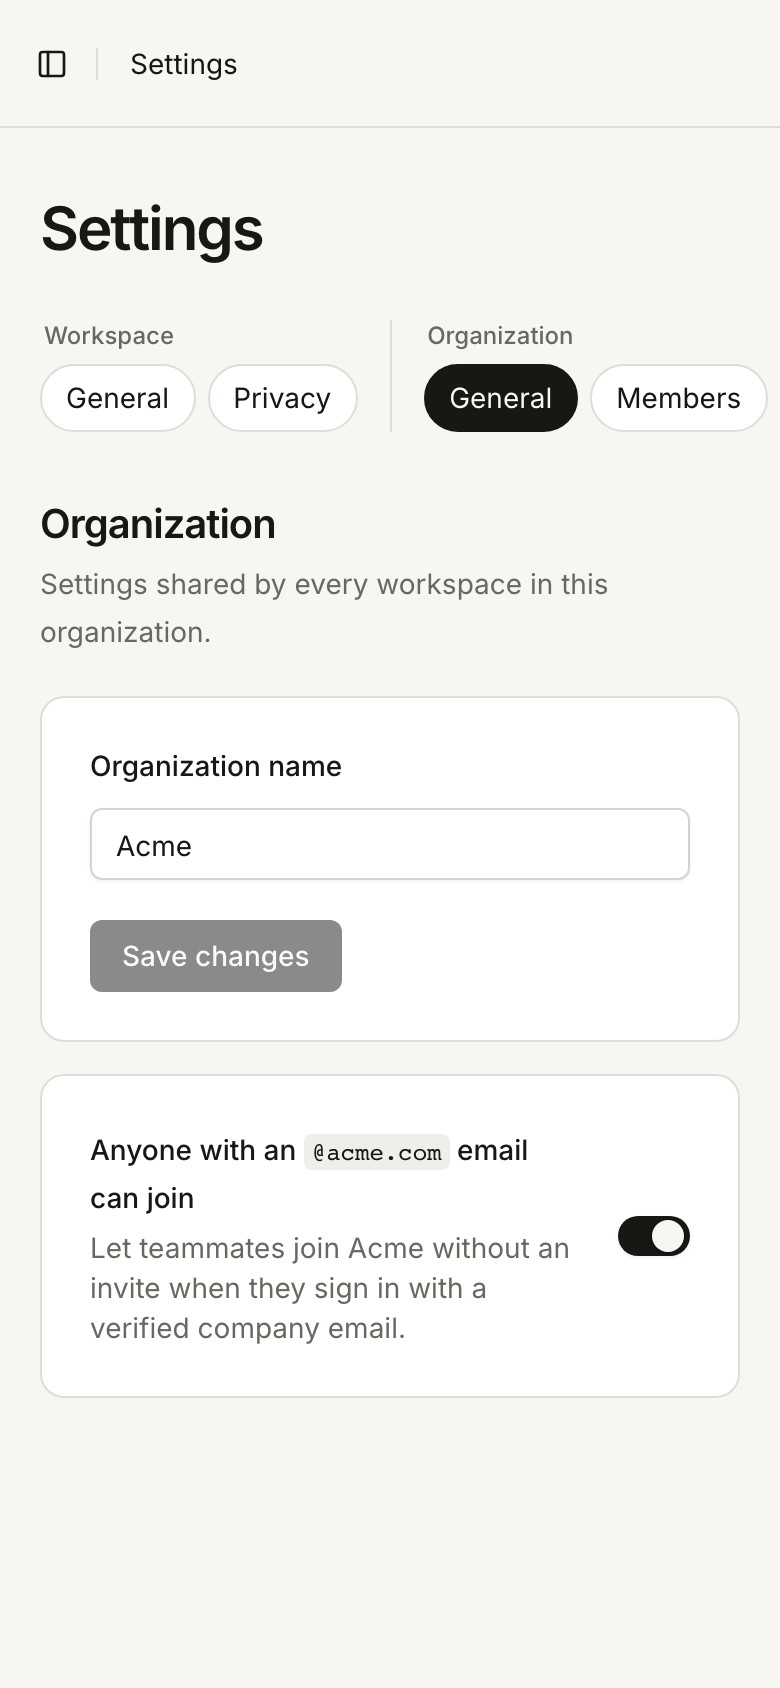 Settings
Settings
Workspace
Organization
General
Privacy
General
Members
Organization
Settings shared by every workspace in this
organization.
Organization name
Acme
Save changes
Anyone with an @acme.com email
can join
Let teammates join Acme without an
invite when they sign in with a
verified company email.